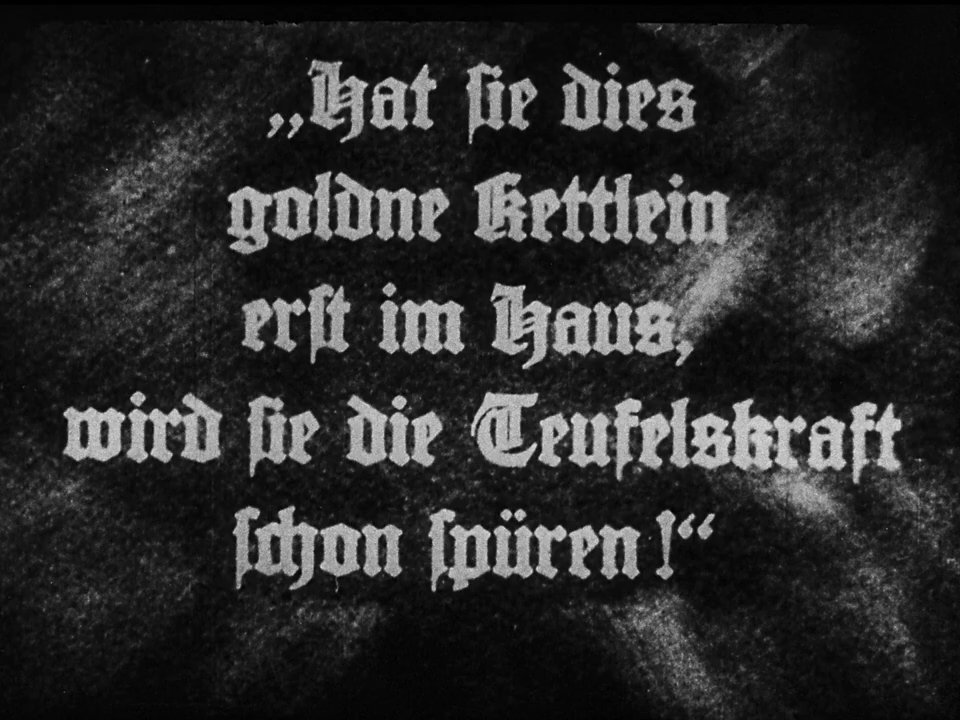 „Hat sie dies
goldne Kettlein
erst im Haus,
wird sie die Teufelskraft
schon spüren!“